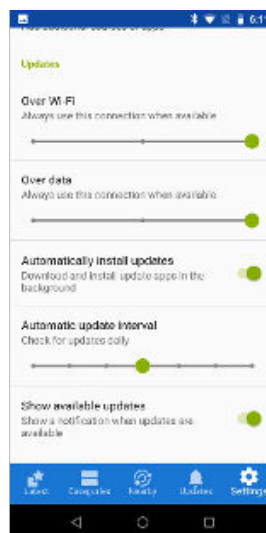 6:11
Updates
Over Wi-Fi
Always use this connection when available
Over data
Always use this connection when available
Automatically install updates
Download and install update apps in the
background
Automatic update interval
Check for updates daily
Show available updates
Show a notification when updates are
available
Latest Categories Nearby Updates Settings